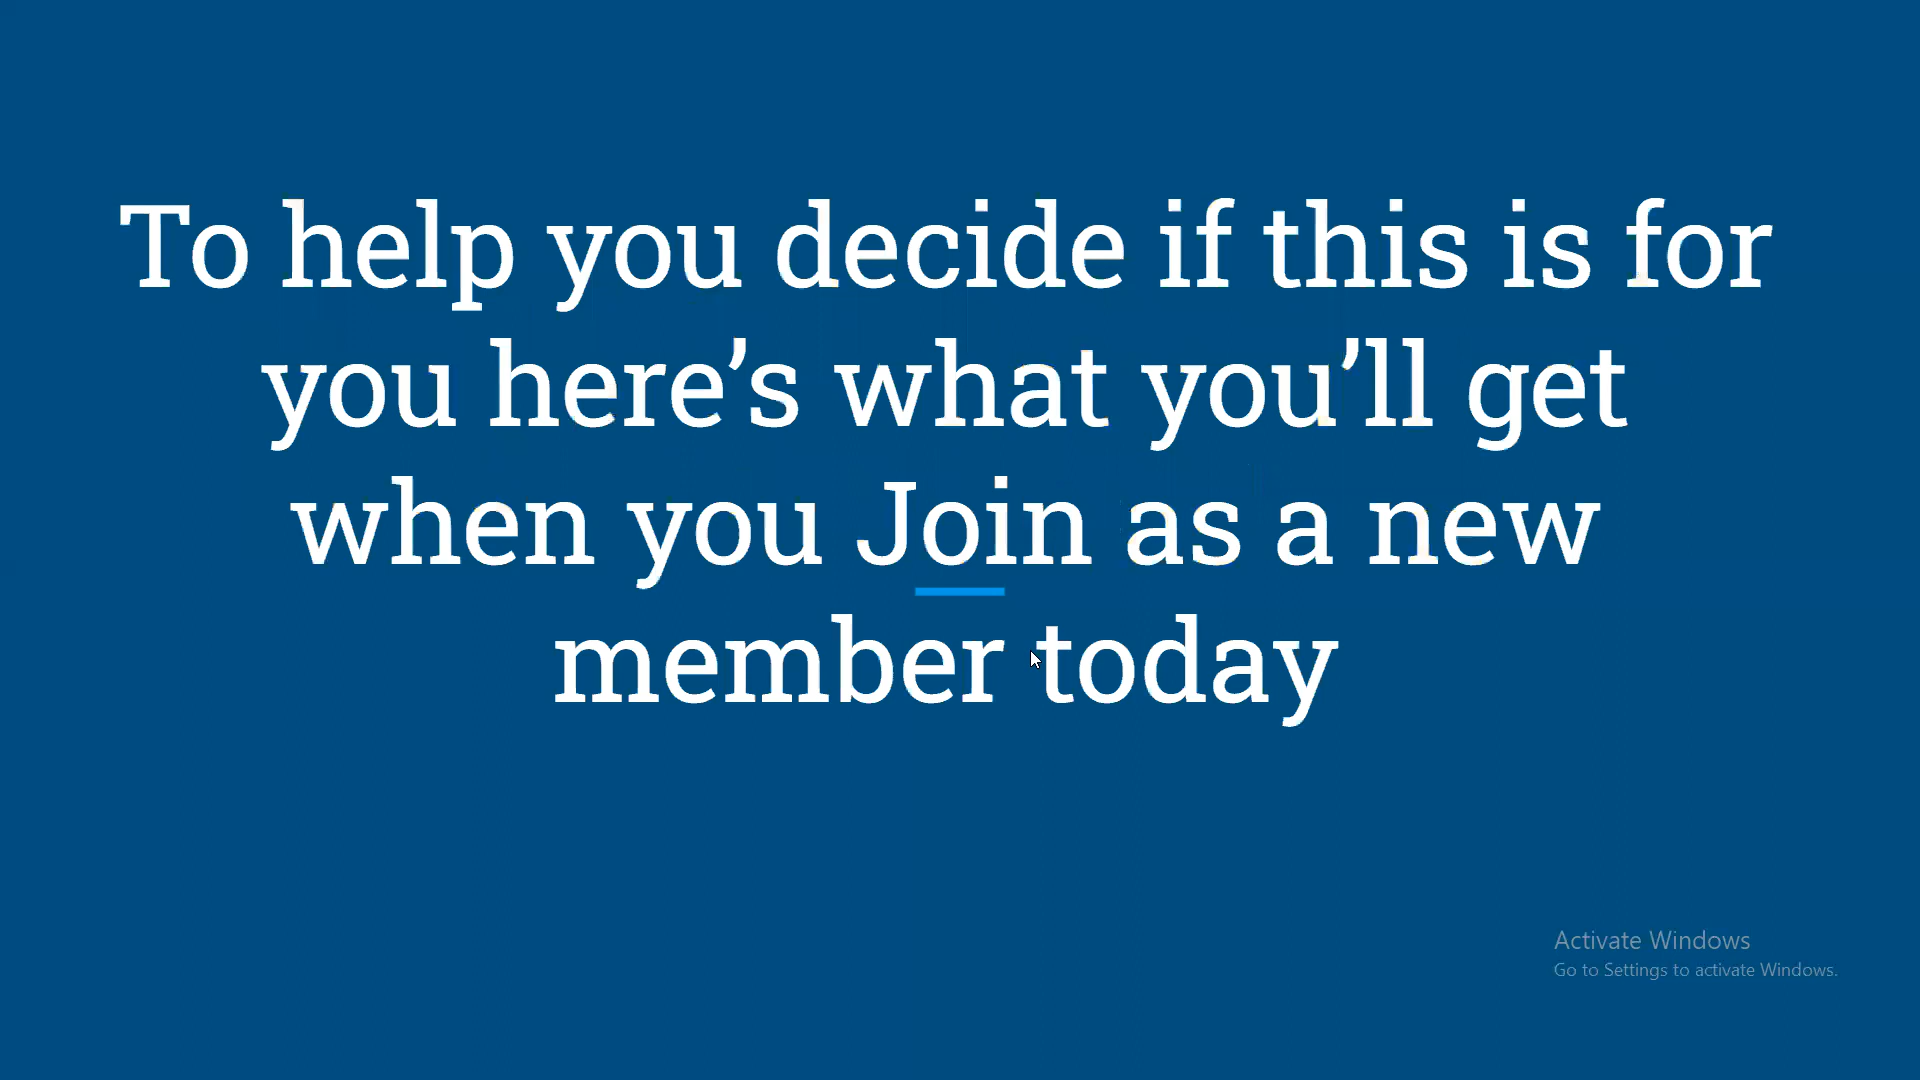 To help you decide if this is for
you here’s what you’ll get
when you Join as a new
member today
Activate Windows
Go to Settings to activate Windows.